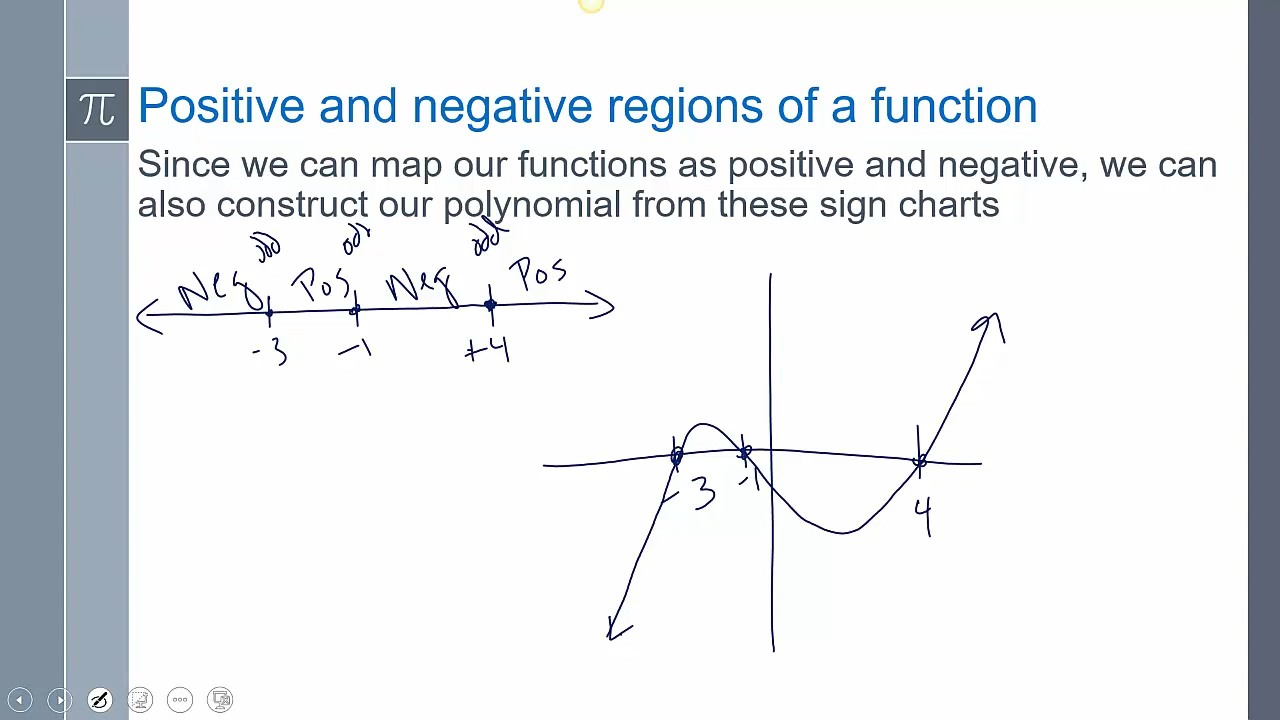 π Positive and negative regions of a function
Since we can map our functions as positive and negative, we can
also construct our polynomial from these sign charts
odd odd odd
Neg Pos Neg Pos
-3 -1 +4
-3 -1 4